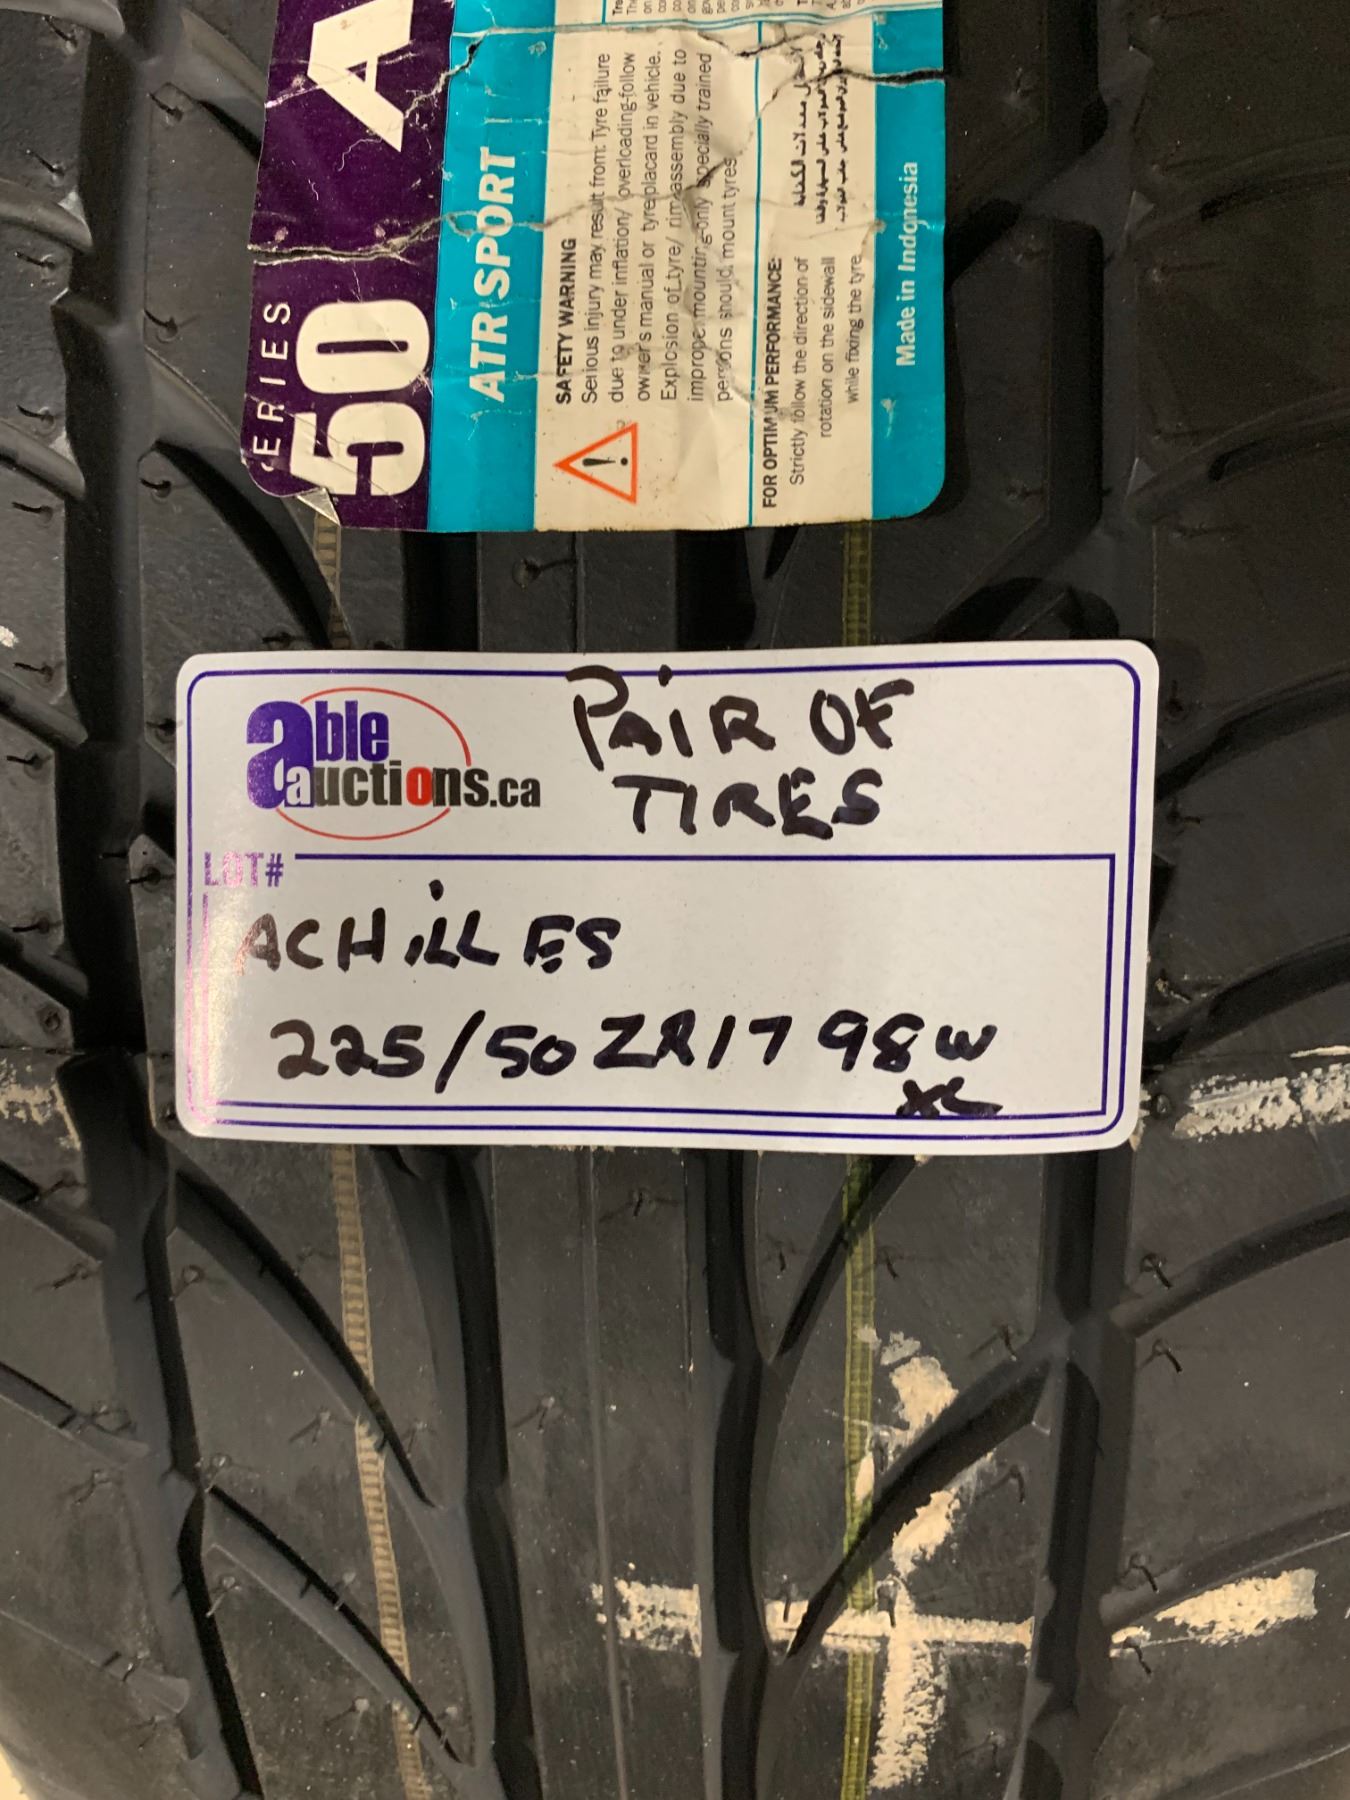 SERIES
50 A
ATR SPORT
SAFETY WARNING
Serious injury may result from: Tyre failure
due to under inflation/ overloading-follow
owner's manual or tyre placard in vehicle.
Explosion of tyre/ rim assembly due to
improper mounting-only specially trained
persons should mount tyres.
FOR OPTIMUM PERFORMANCE:
Strictly follow the direction of
rotation on the sidewall
while fixing the tyre
Made in Indonesia
able
auctions.ca
PAIR OF
TIRES
LOT#
ACHILLES
225/50ZR17 98W
XL